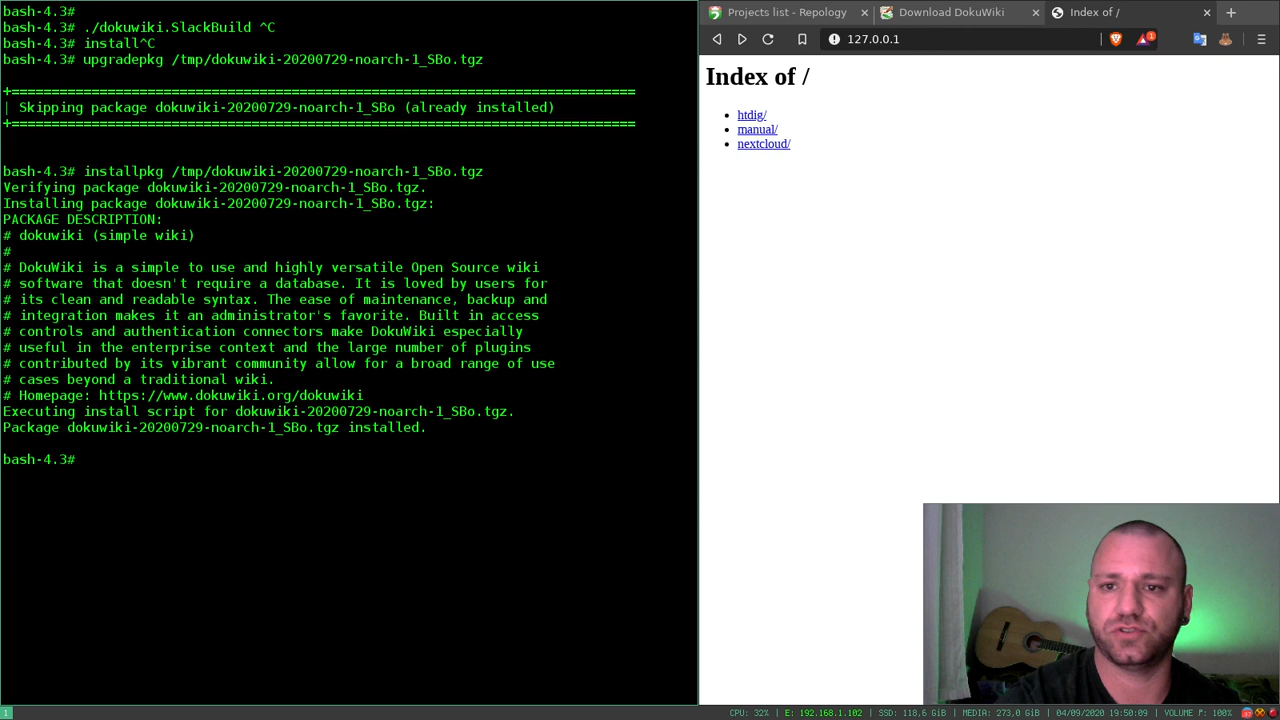 bash-4.3#
bash-4.3# ./dokuwiki.SlackBuild ^C
bash-4.3# install^C
bash-4.3# upgradepkg /tmp/dokuwiki-20200729-noarch-1_SBo.tgz
+==============================================================================
| Skipping package dokuwiki-20200729-noarch-1_SBo (already installed)
+==============================================================================
bash-4.3# installpkg /tmp/dokuwiki-20200729-noarch-1_SBo.tgz
Verifying package dokuwiki-20200729-noarch-1_SBo.tgz.
Installing package dokuwiki-20200729-noarch-1_SBo.tgz:
PACKAGE DESCRIPTION:
# dokuwiki (simple wiki)
#
# DokuWiki is a simple to use and highly versatile Open Source wiki
# software that doesn't require a database. It is loved by users for
# its clean and readable syntax. The ease of maintenance, backup and
# integration makes it an administrator's favorite. Built in access
# controls and authentication connectors make DokuWiki especially
# useful in the enterprise context and the large number of plugins
# contributed by its vibrant community allow for a broad range of use
# cases beyond a traditional wiki.
# Homepage: https://www.dokuwiki.org/dokuwiki
Executing install script for dokuwiki-20200729-noarch-1_SBo.tgz.
Package dokuwiki-20200729-noarch-1_SBo.tgz installed.
bash-4.3#
Projects list - Repology
Download DokuWiki
Index of /
127.0.0.1
1
Index of /
htdig/
manual/
nextcloud/
1
CPU: 32% | E: 192.168.1.102 | SSD: 118,6 GiB | MEDIA: 273,0 GiB | 04/09/2020 19:50:09 | VOLUME : 100%